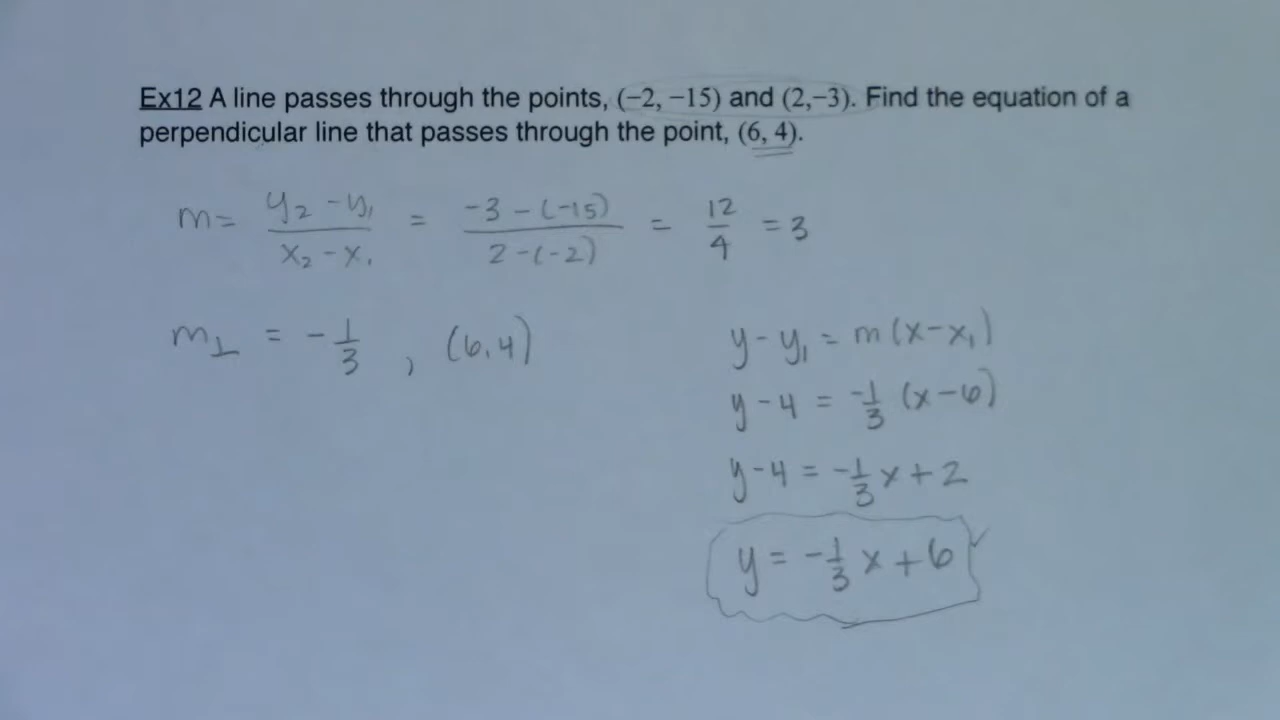 Ex12 A line passes through the points, (−2, −15) and (2,−3). Find the equation of a
perpendicular line that passes through the point, (6, 4).
m = (y₂ - y₁)/(x₂ - x₁) = (-3 - (-15))/(2 - (-2)) = 12/4 = 3
m⊥ = - 1/3 , (6,4)
y - y₁ = m (x - x₁)
y - 4 = -1/3 (x - 6)
y - 4 = -1/3 x + 2
y = -1/3 x + 6